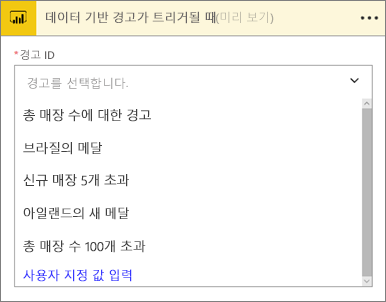 데이터 기반 경고가 트리거될 때(미리 보기)
*경고 ID
경고를 선택합니다.
총 매장 수에 대한 경고
브라질의 메달
신규 매장 5개 초과
아일랜드의 새 메달
총 매장 수 100개 초과
사용자 지정 값 입력